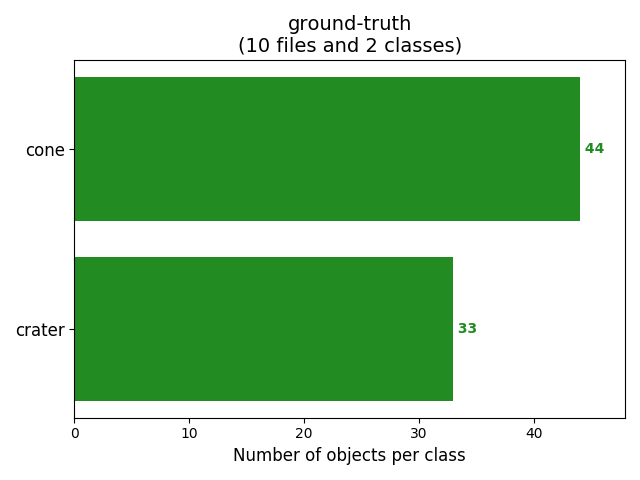 ground-truth
(10 files and 2 classes)
cone
44
crater
33
0 10 20 30 40
Number of objects per class